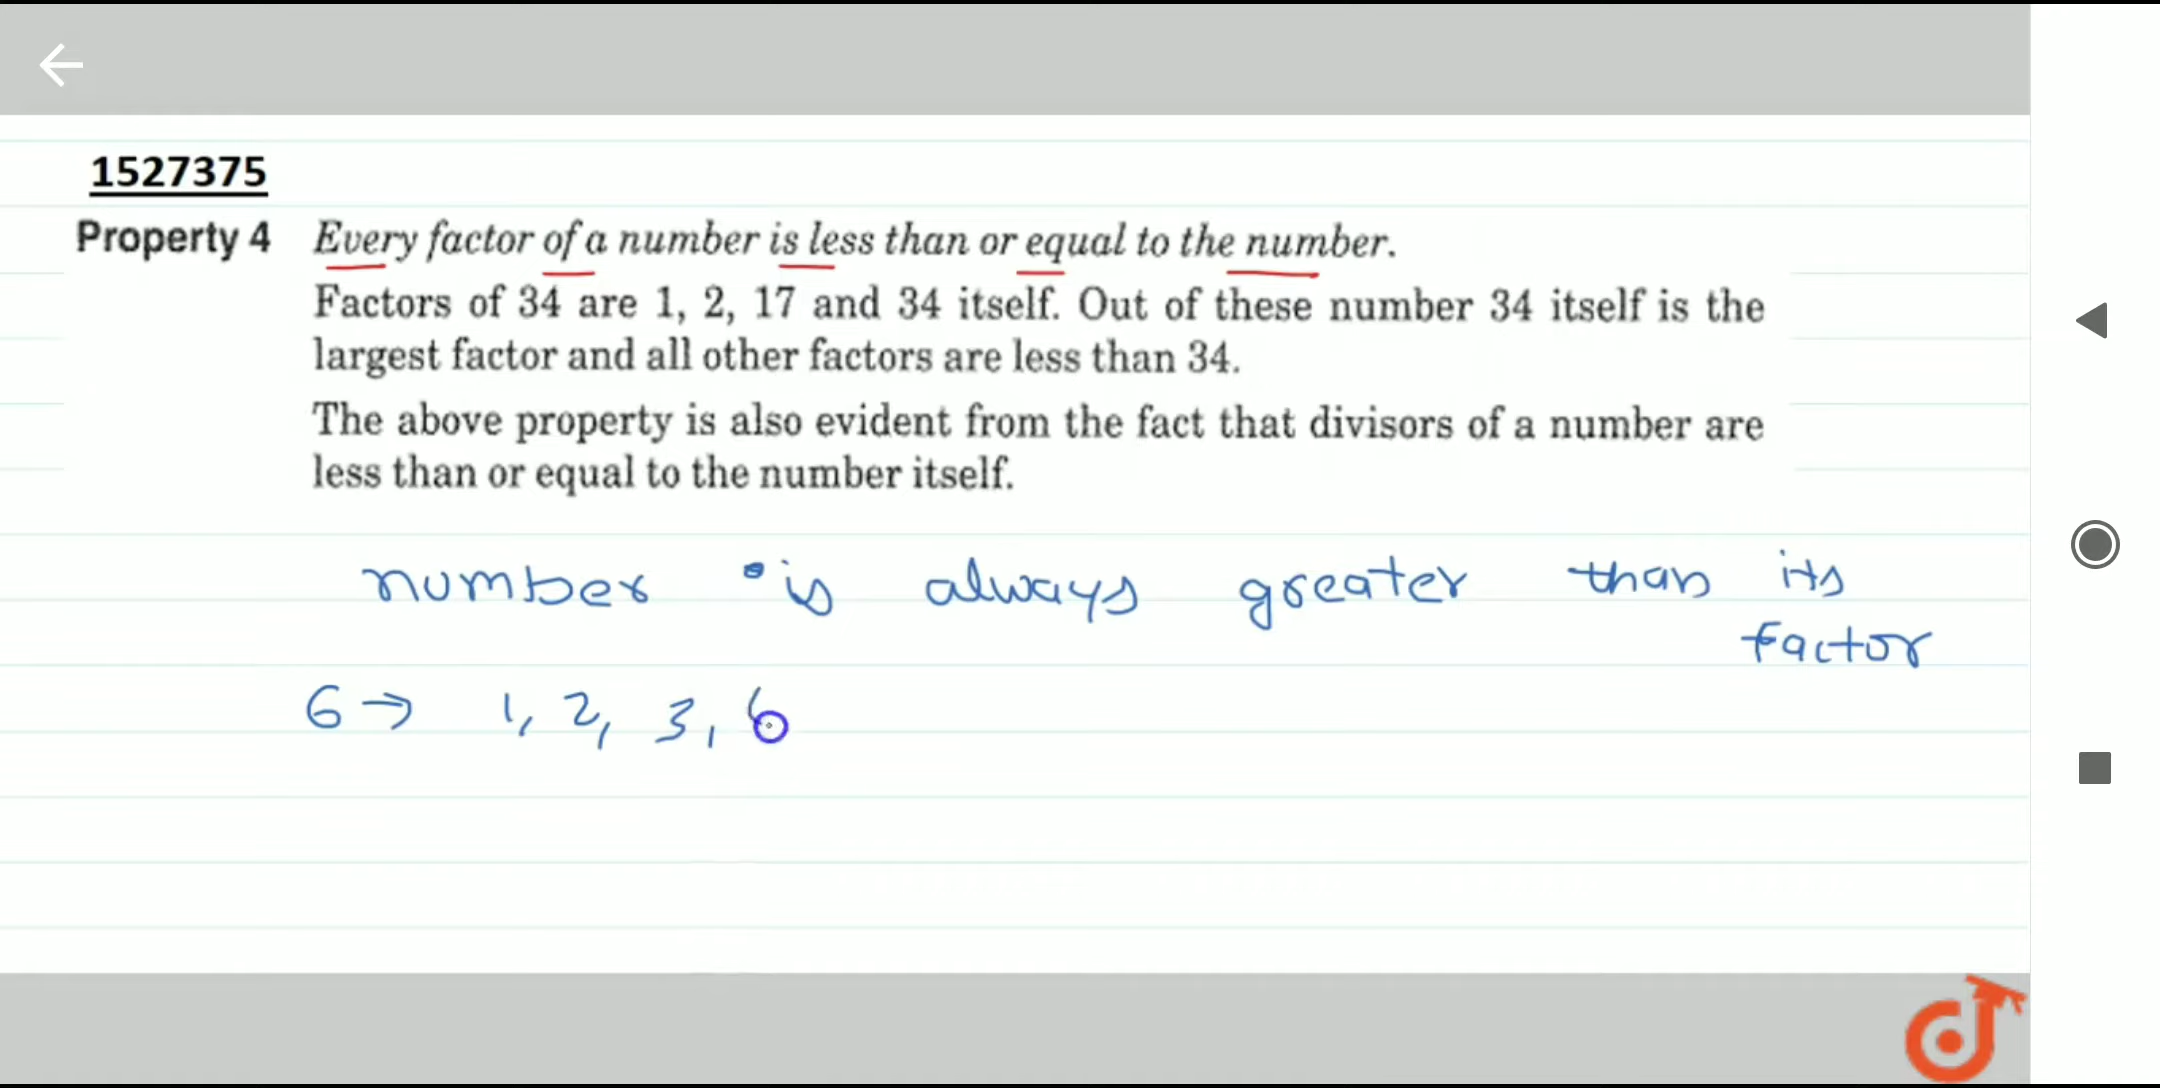 1527375
Property 4 Every factor of a number is less than or equal to the number.
Factors of 34 are 1, 2, 17 and 34 itself. Out of these number 34 itself is the
largest factor and all other factors are less than 34.
The above property is also evident from the fact that divisors of a number are
less than or equal to the number itself.
number is always greater than its
factor
6 → 1, 2, 3, 6